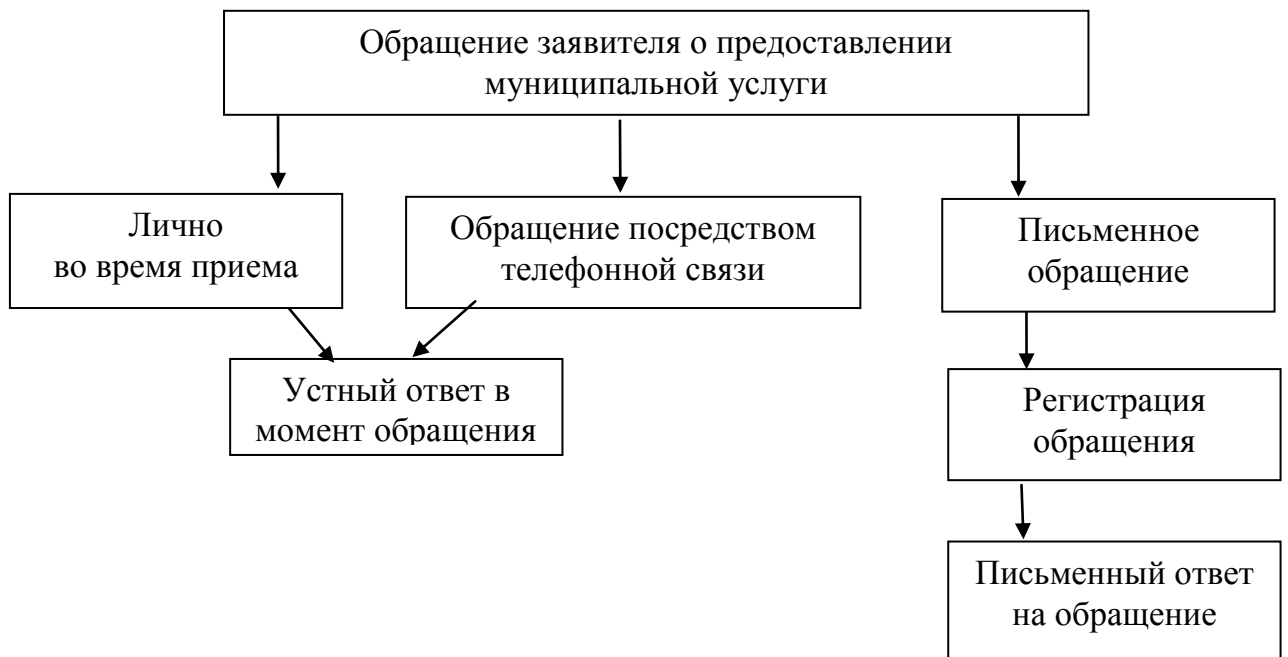 Обращение заявителя о предоставлении
муниципальной услуги
Лично
во время приема
Обращение посредством
телефонной связи
Письменное
обращение
Устный ответ в
момент обращения
Регистрация
обращения
Письменный ответ
на обращение